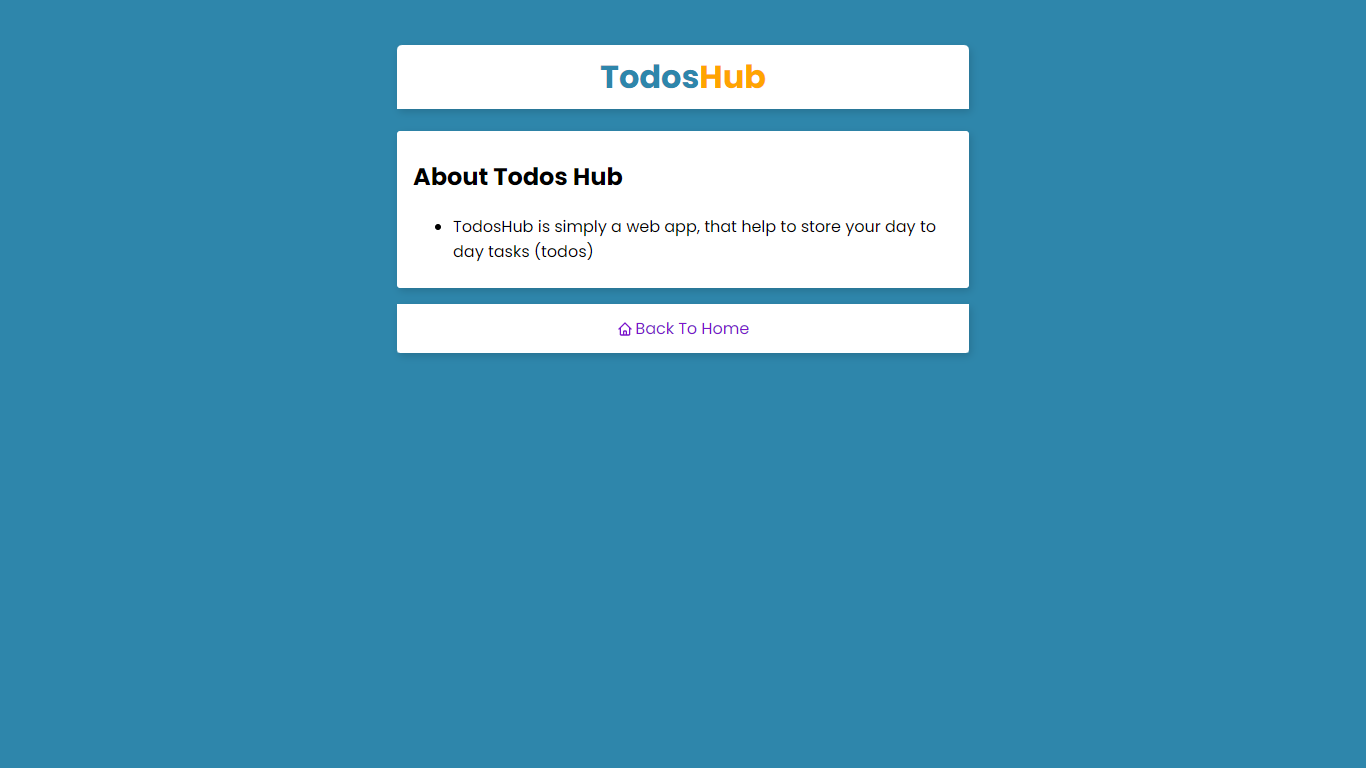 TodosHub
About Todos Hub
TodosHub is simply a web app, that help to store your day to
day tasks (todos)
Back To Home